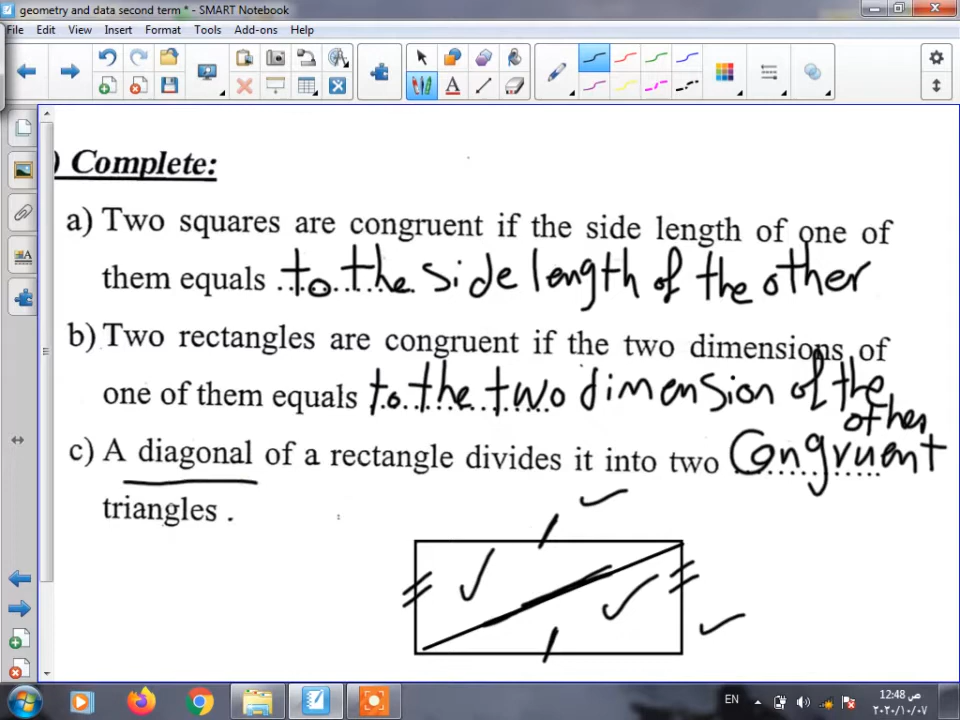 geometry and data second term * - SMART Notebook
File Edit View Insert Format Tools Add-ons Help
) Complete:
a) Two squares are congruent if the side length of one of
them equals ............... to the side length of the other
b) Two rectangles are congruent if the two dimensions of
one of them equals ............... to the two dimension of the
other
c) A diagonal of a rectangle divides it into two ............... Congruent
triangles .
EN
12:48 ص
٢٠٢٠/١٠/٠٧